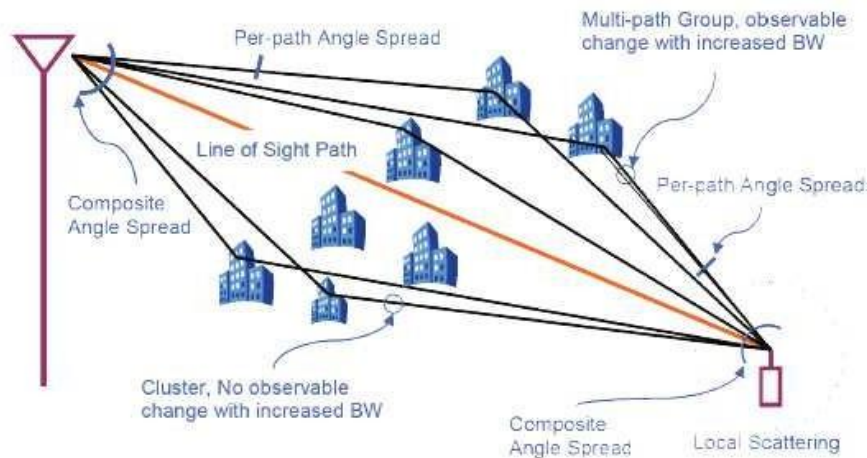 Multi-path Group, observable
change with increased BW
Per-path Angle Spread
Line of Sight Path
Per-path Angle Spread
Composite
Angle Spread
Cluster, No observable
change with increased BW
Composite
Angle Spread
Local Scattering